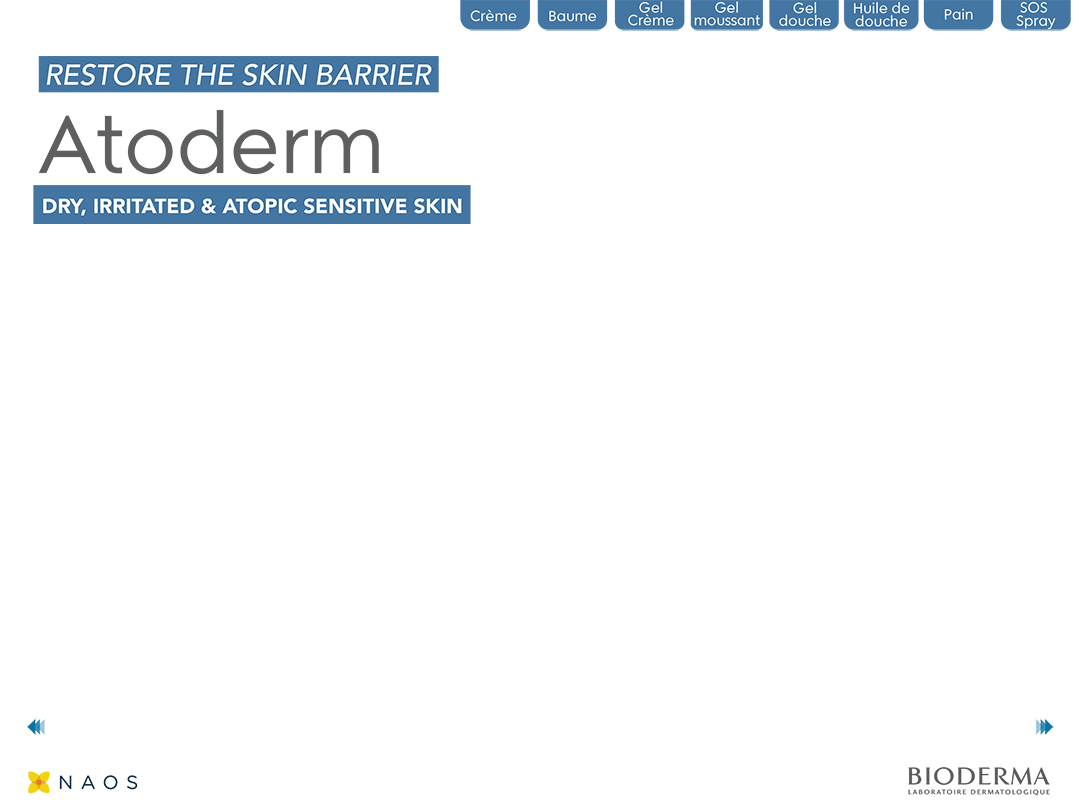 Crème
Baume
Gel
Crème
Gel
moussant
Gel
douche
Huile de
douche
Pain
SOS
Spray
RESTORE THE SKIN BARRIER
Atoderm
DRY, IRRITATED & ATOPIC SENSITIVE SKIN
NAOS
BIODERMA
LABORATOIRE DERMATOLOGIQUE